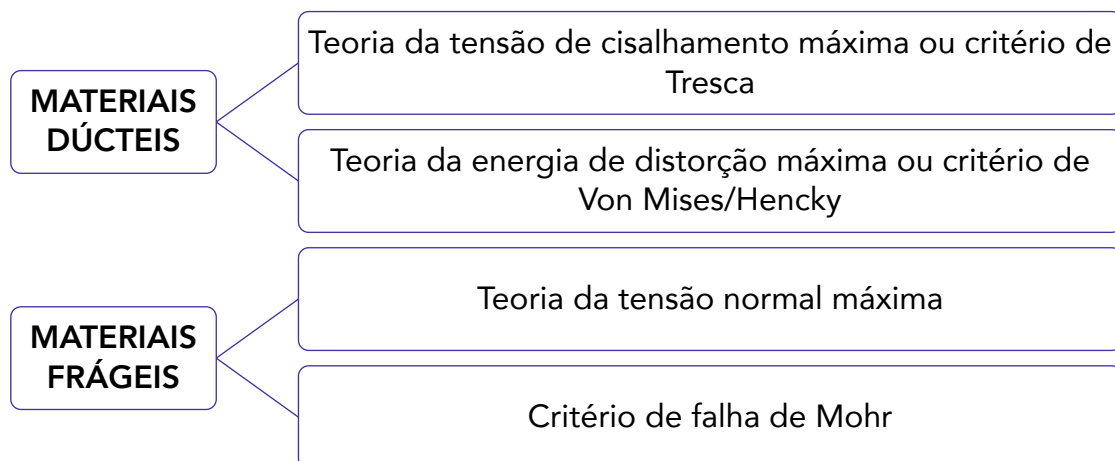 MATERIAIS
DÚCTEIS
Teoria da tensão de cisalhamento máxima ou critério de
Tresca
Teoria da energia de distorção máxima ou critério de
Von Mises/Hencky
MATERIAIS
FRÁGEIS
Teoria da tensão normal máxima
Critério de falha de Mohr